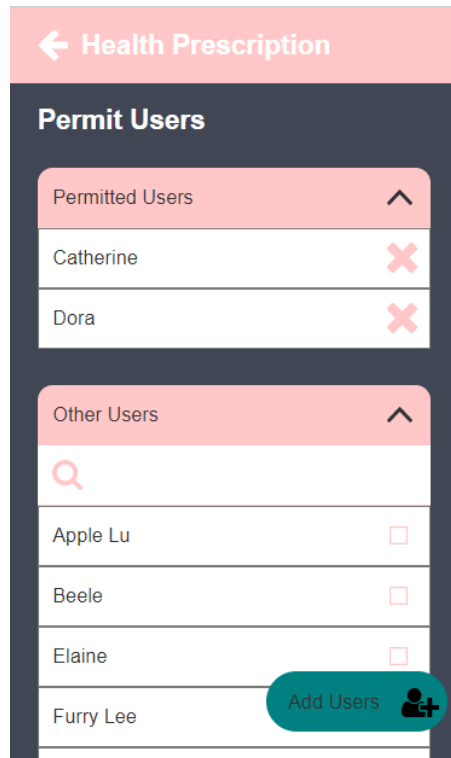 Health Prescription
Permit Users
Permitted Users
Catherine
Dora
Other Users
Apple Lu
Beele
Elaine
Furry Lee
Add Users